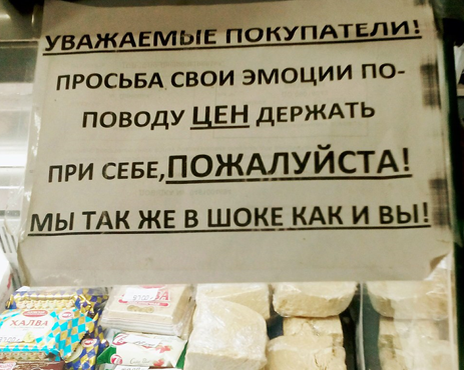 УВАЖАЕМЫЕ ПОКУПАТЕЛИ!
ПРОСЬБА СВОИ ЭМОЦИИ ПО-
ПОВОДУ ЦЕН ДЕРЖАТЬ
ПРИ СЕБЕ,ПОЖАЛУЙСТА!
МЫ ТАК ЖЕ В ШОКЕ КАК И ВЫ!
ХАЛВА